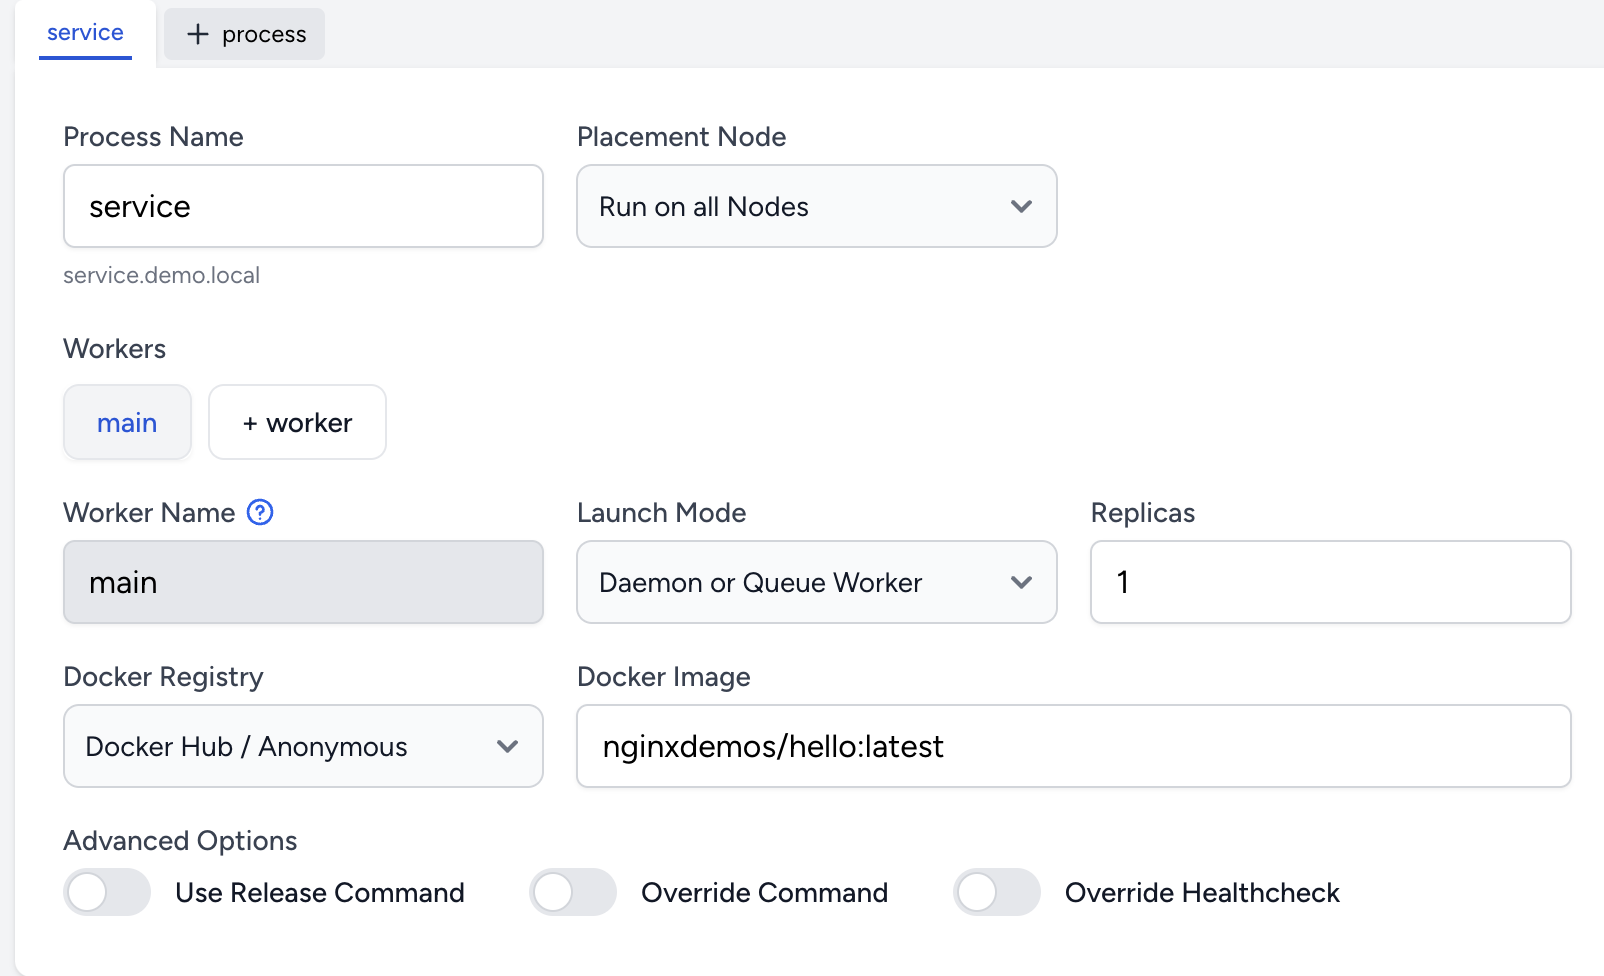 service
+ process
Process Name
Placement Node
service
Run on all Nodes
service.demo.local
Workers
main
+ worker
Worker Name ?
Launch Mode
Replicas
main
Daemon or Queue Worker
1
Docker Registry
Docker Image
Docker Hub / Anonymous
nginxdemos/hello:latest
Advanced Options
Use Release Command
Override Command
Override Healthcheck